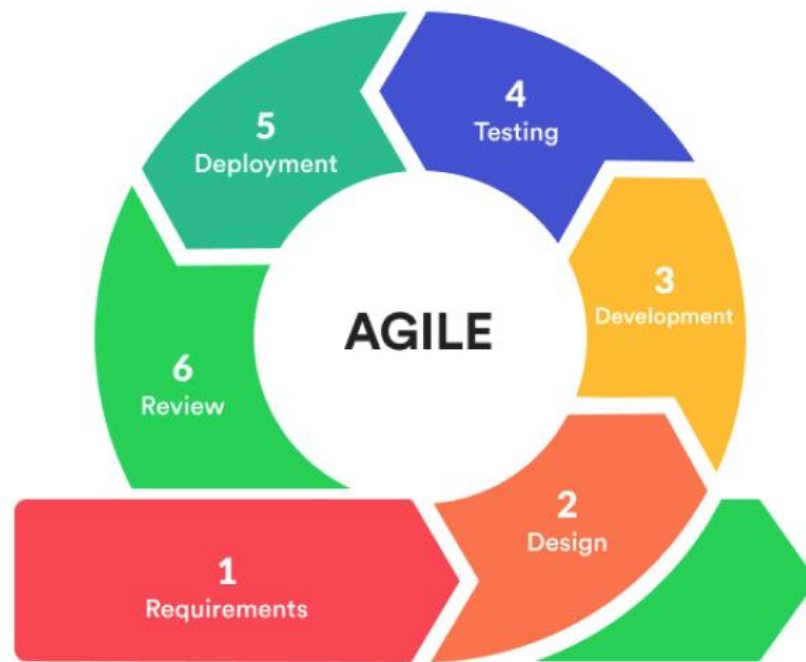 1
Requirements
2
Design
3
Development
4
Testing
5
Deployment
6
Review
AGILE